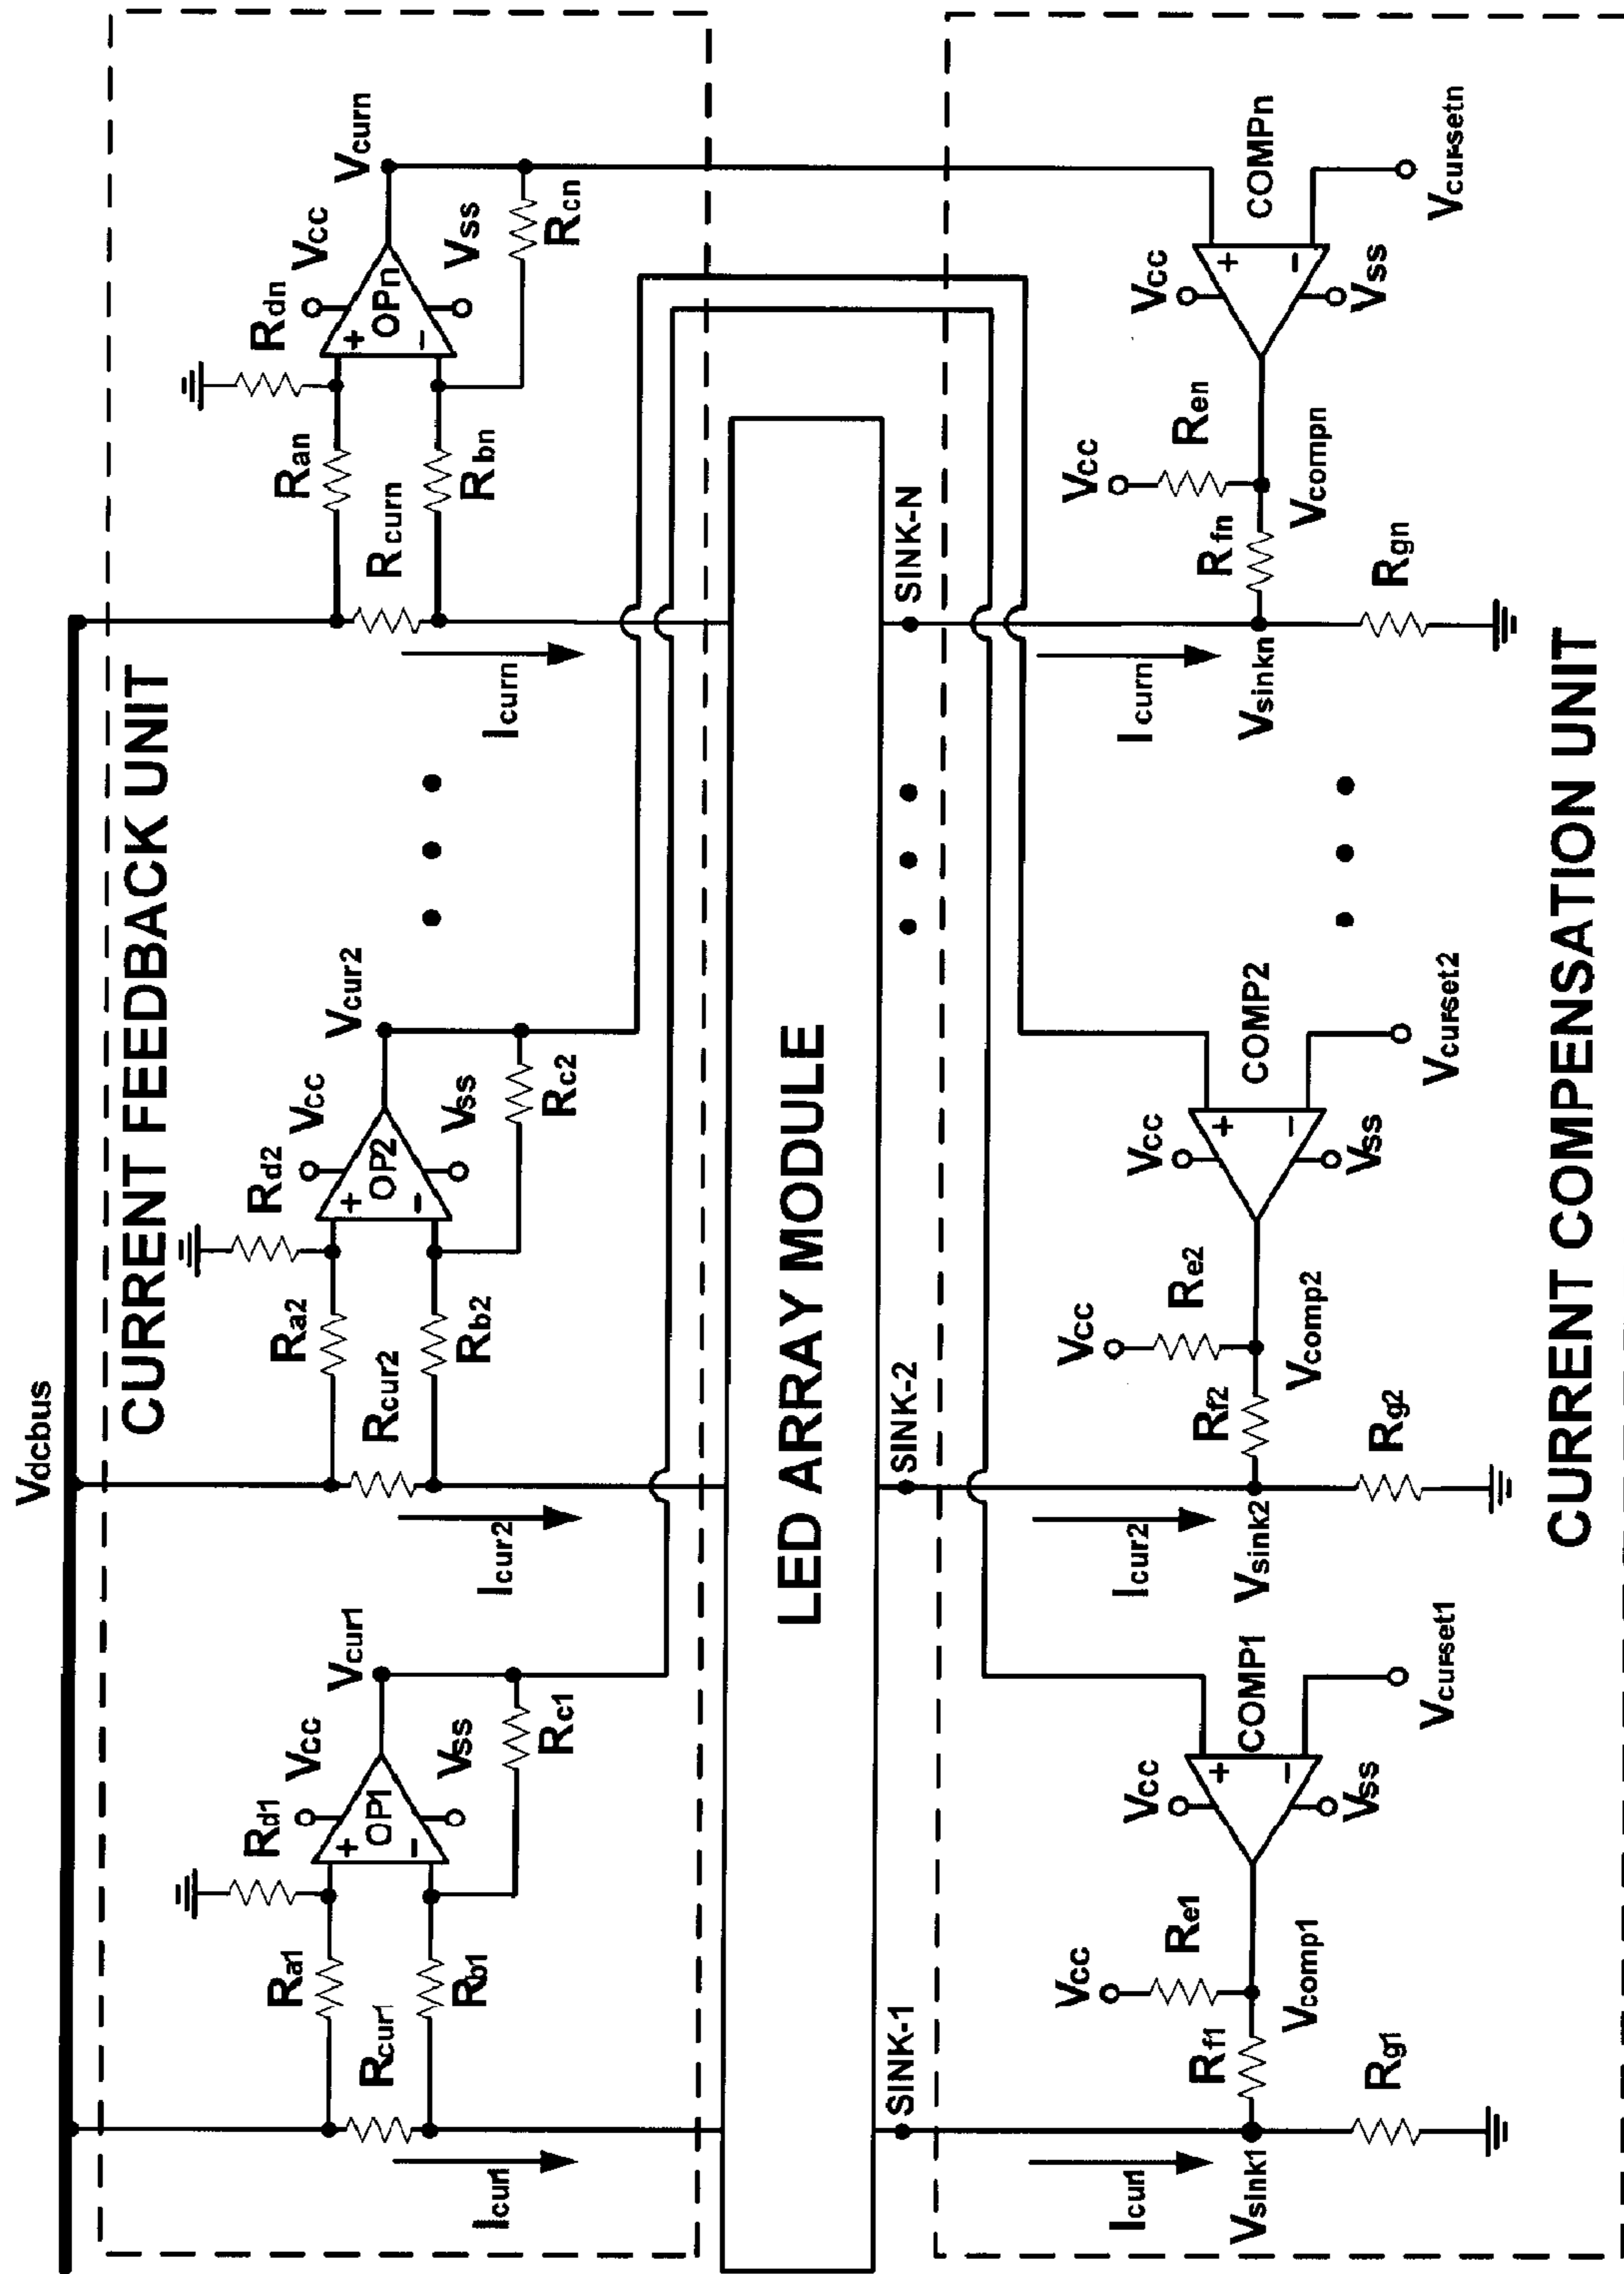 Vdcbus
CURRENT FEEDBACK UNIT
Rd1
Vcc
Vcur1
Ra1
OP1
Rcur1
Vss
Rb1
Rc1
Icur1
Rd2
Vcc
Vcur2
Ra2
OP2
Rcur2
Vss
Rb2
Rc2
Icur2
Rdn
Vcc
Vcurn
Ran
OPn
Rcurn
Vss
Rbn
Rcn
Icurn
+
−
+
−
+
−
LED ARRAY MODULE
SINK-1
SINK-2
SINK-N
Vcc
Re1
Vcc
COMP1
Icur1
Rf1
+
−
Vsink1
Vcomp1
Vss
Rg1
Vcurset1
Vcc
Re2
Vcc
COMP2
Icur2
Rf2
+
−
Vsink2
Vcomp2
Vss
Rg2
Vcurset2
Vcc
Ren
Vcc
COMPn
Icurn
Rfn
+
−
Vsinkn
Vcompn
Vss
Rgn
Vcursetn
CURRENT COMPENSATION UNIT